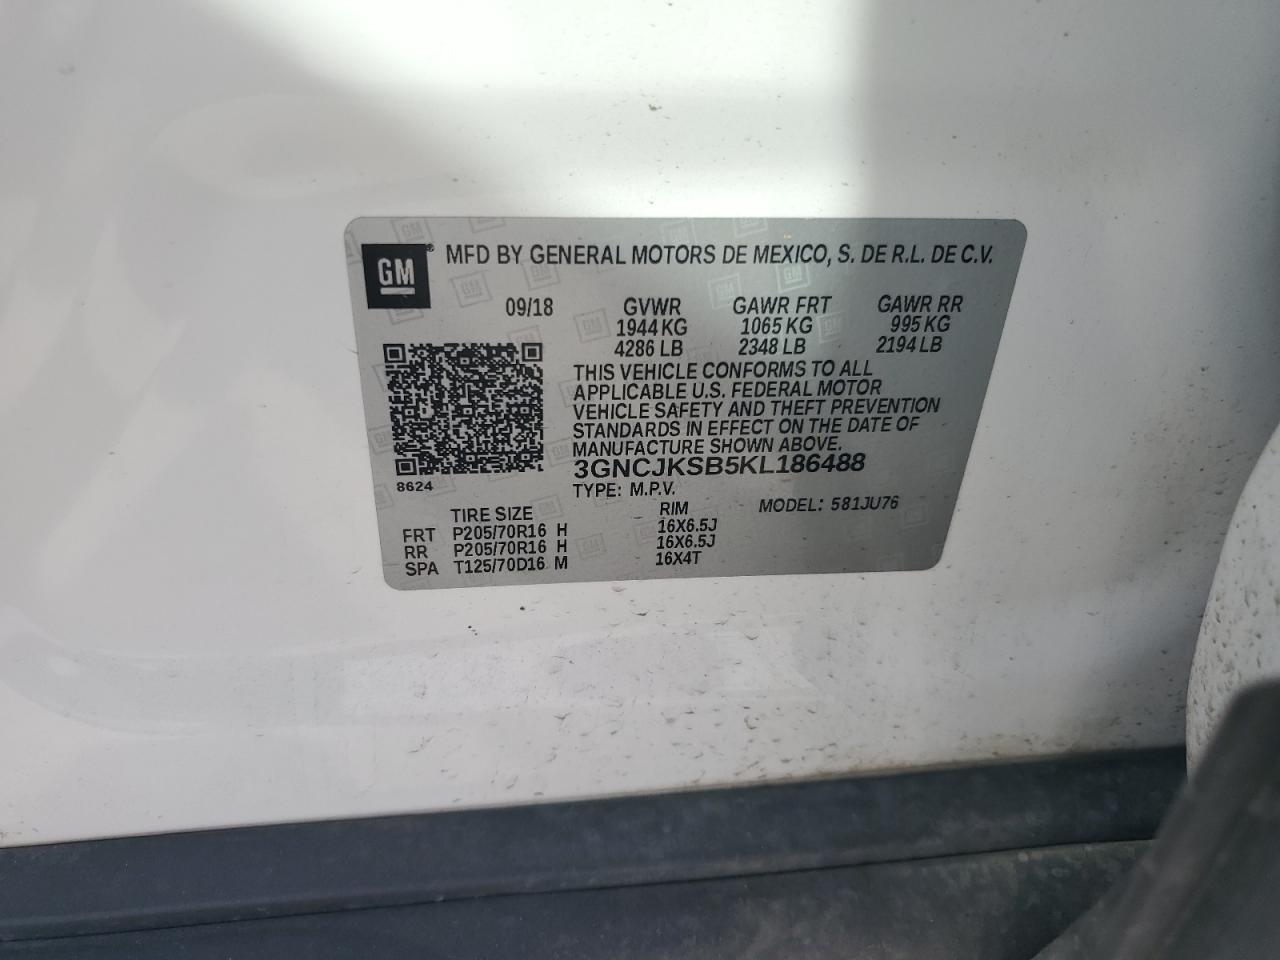 GM® MFD BY GENERAL MOTORS DE MEXICO, S. DE R.L. DE C.V.
09/18 GVWR GAWR FRT GAWR RR
1944 KG 1065 KG 995 KG
4286 LB 2348 LB 2194 LB
THIS VEHICLE CONFORMS TO ALL
APPLICABLE U.S. FEDERAL MOTOR
VEHICLE SAFETY AND THEFT PREVENTION
STANDARDS IN EFFECT ON THE DATE OF
MANUFACTURE SHOWN ABOVE.
3GNCJKSB5KL186488
8624
TYPE: M.P.V. MODEL: 581JU76
TIRE SIZE RIM
FRT P205/70R16 H 16X6.5J
RR P205/70R16 H 16X6.5J
SPA T125/70D16 M 16X4T